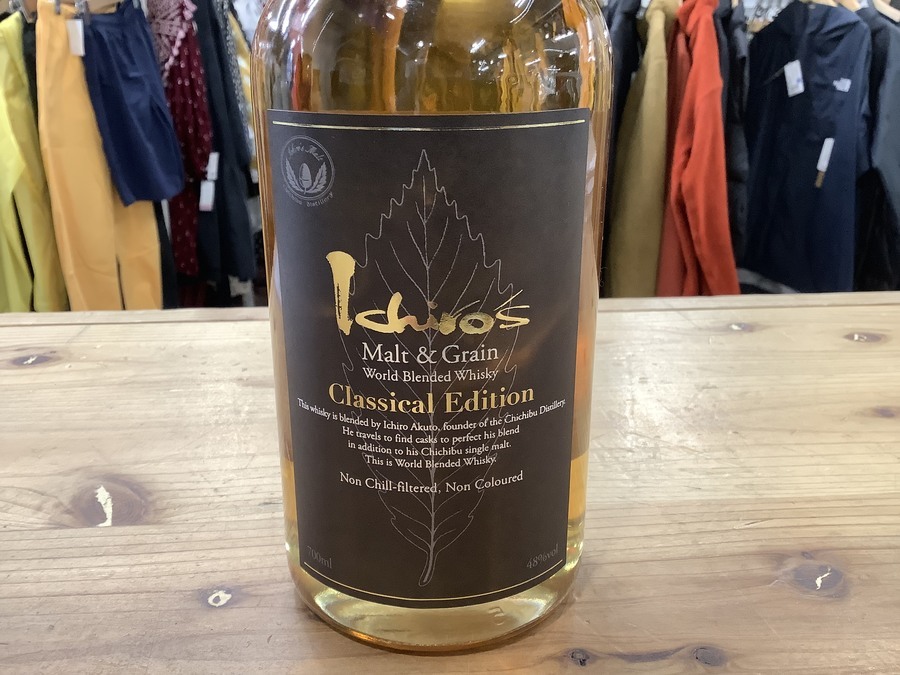 Ichiro's
Malt & Grain
World Blended Whisky
Classical Edition
This whisky is blended by Ichiro Akuto, founder of the Chichibu Distillery.
He travels to find casks to perfect his blend
in addition to his Chichibu single malt.
This is World Blended Whisky.
Non Chill-filtered, Non Coloured
700ml
48%vol